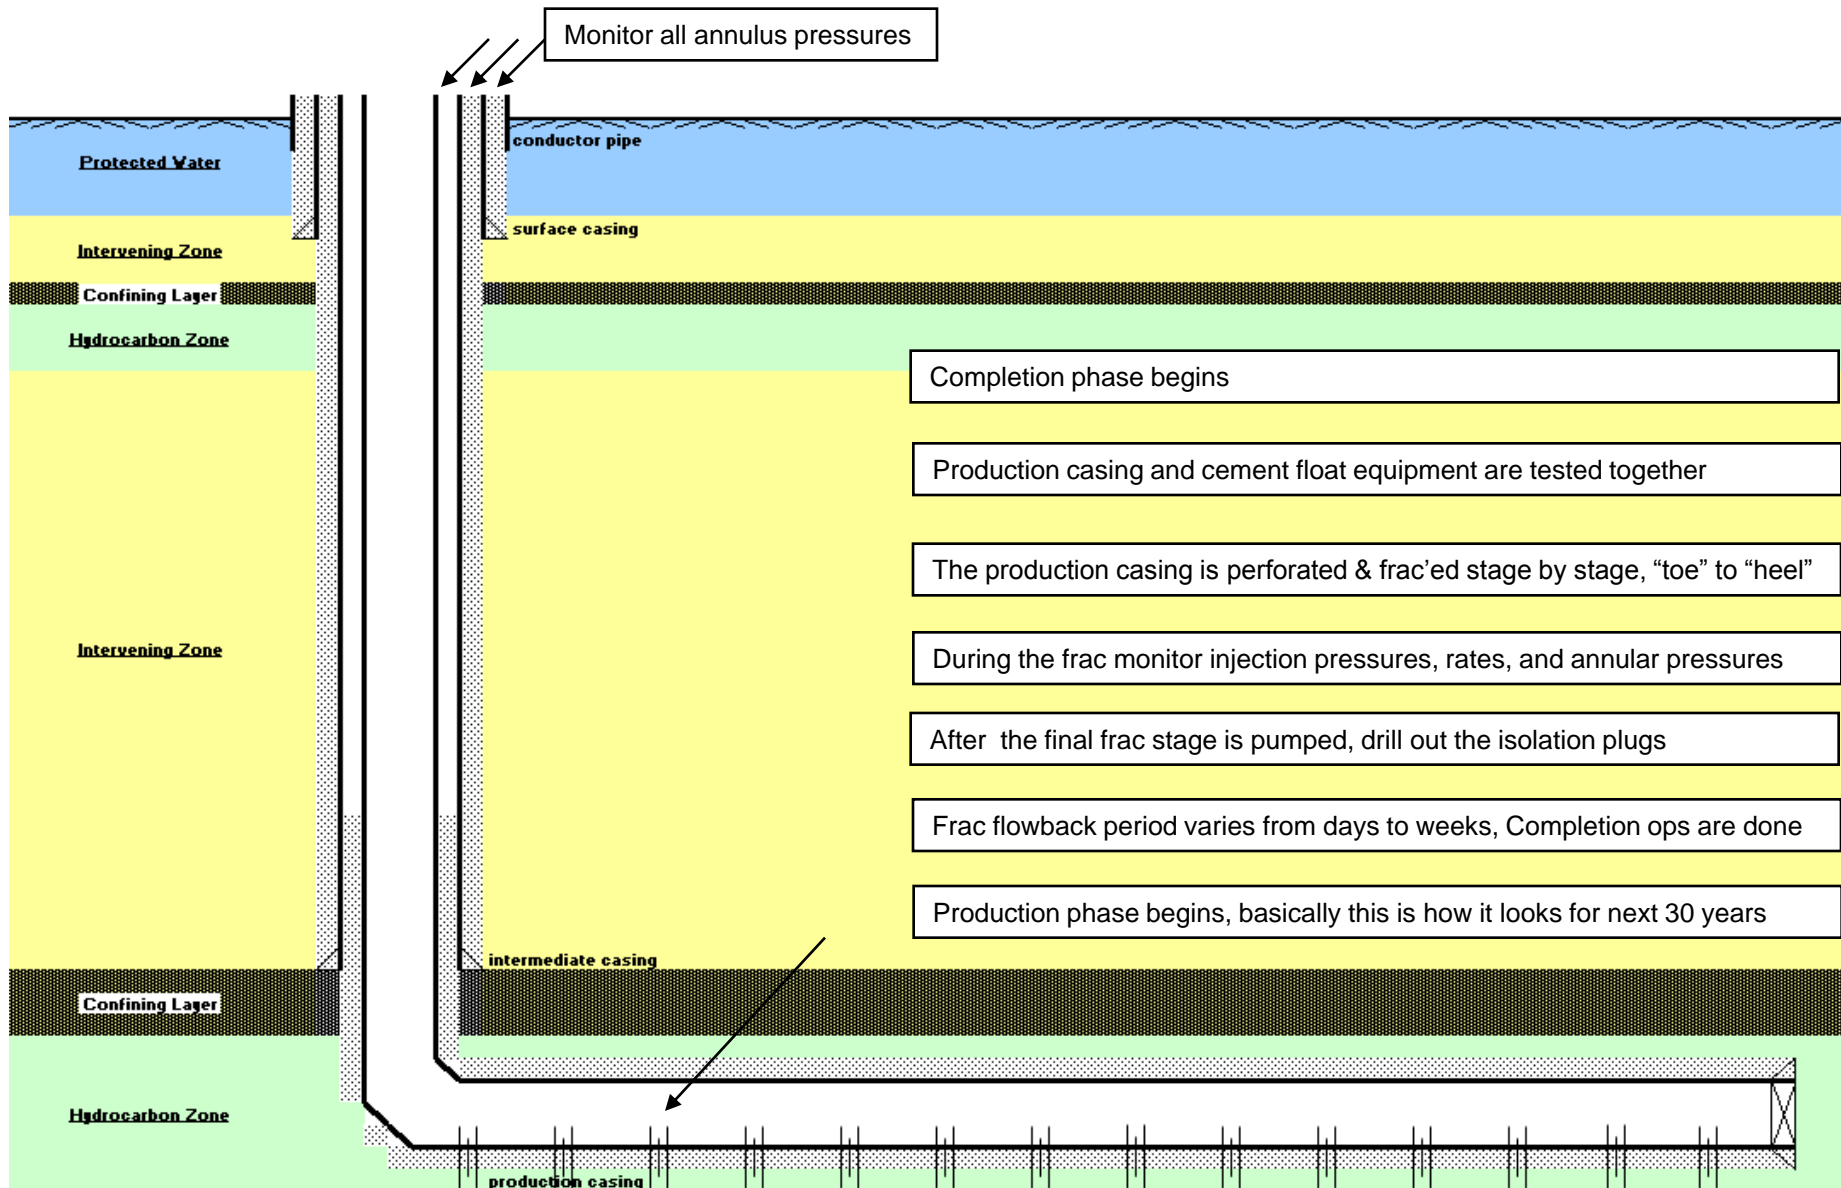 Monitor all annulus pressures
conductor pipe
Protected Water
surface casing
Intervening Zone
Confining Layer
Hydrocarbon Zone
Completion phase begins
Production casing and cement float equipment are tested together
The production casing is perforated & frac’ed stage by stage, “toe” to “heel”
Intervening Zone
During the frac monitor injection pressures, rates, and annular pressures
After  the final frac stage is pumped, drill out the isolation plugs
Frac flowback period varies from days to weeks, Completion ops are done
Production phase begins, basically this is how it looks for next 30 years
intermediate casing
Confining Layer
Hydrocarbon Zone
production casing